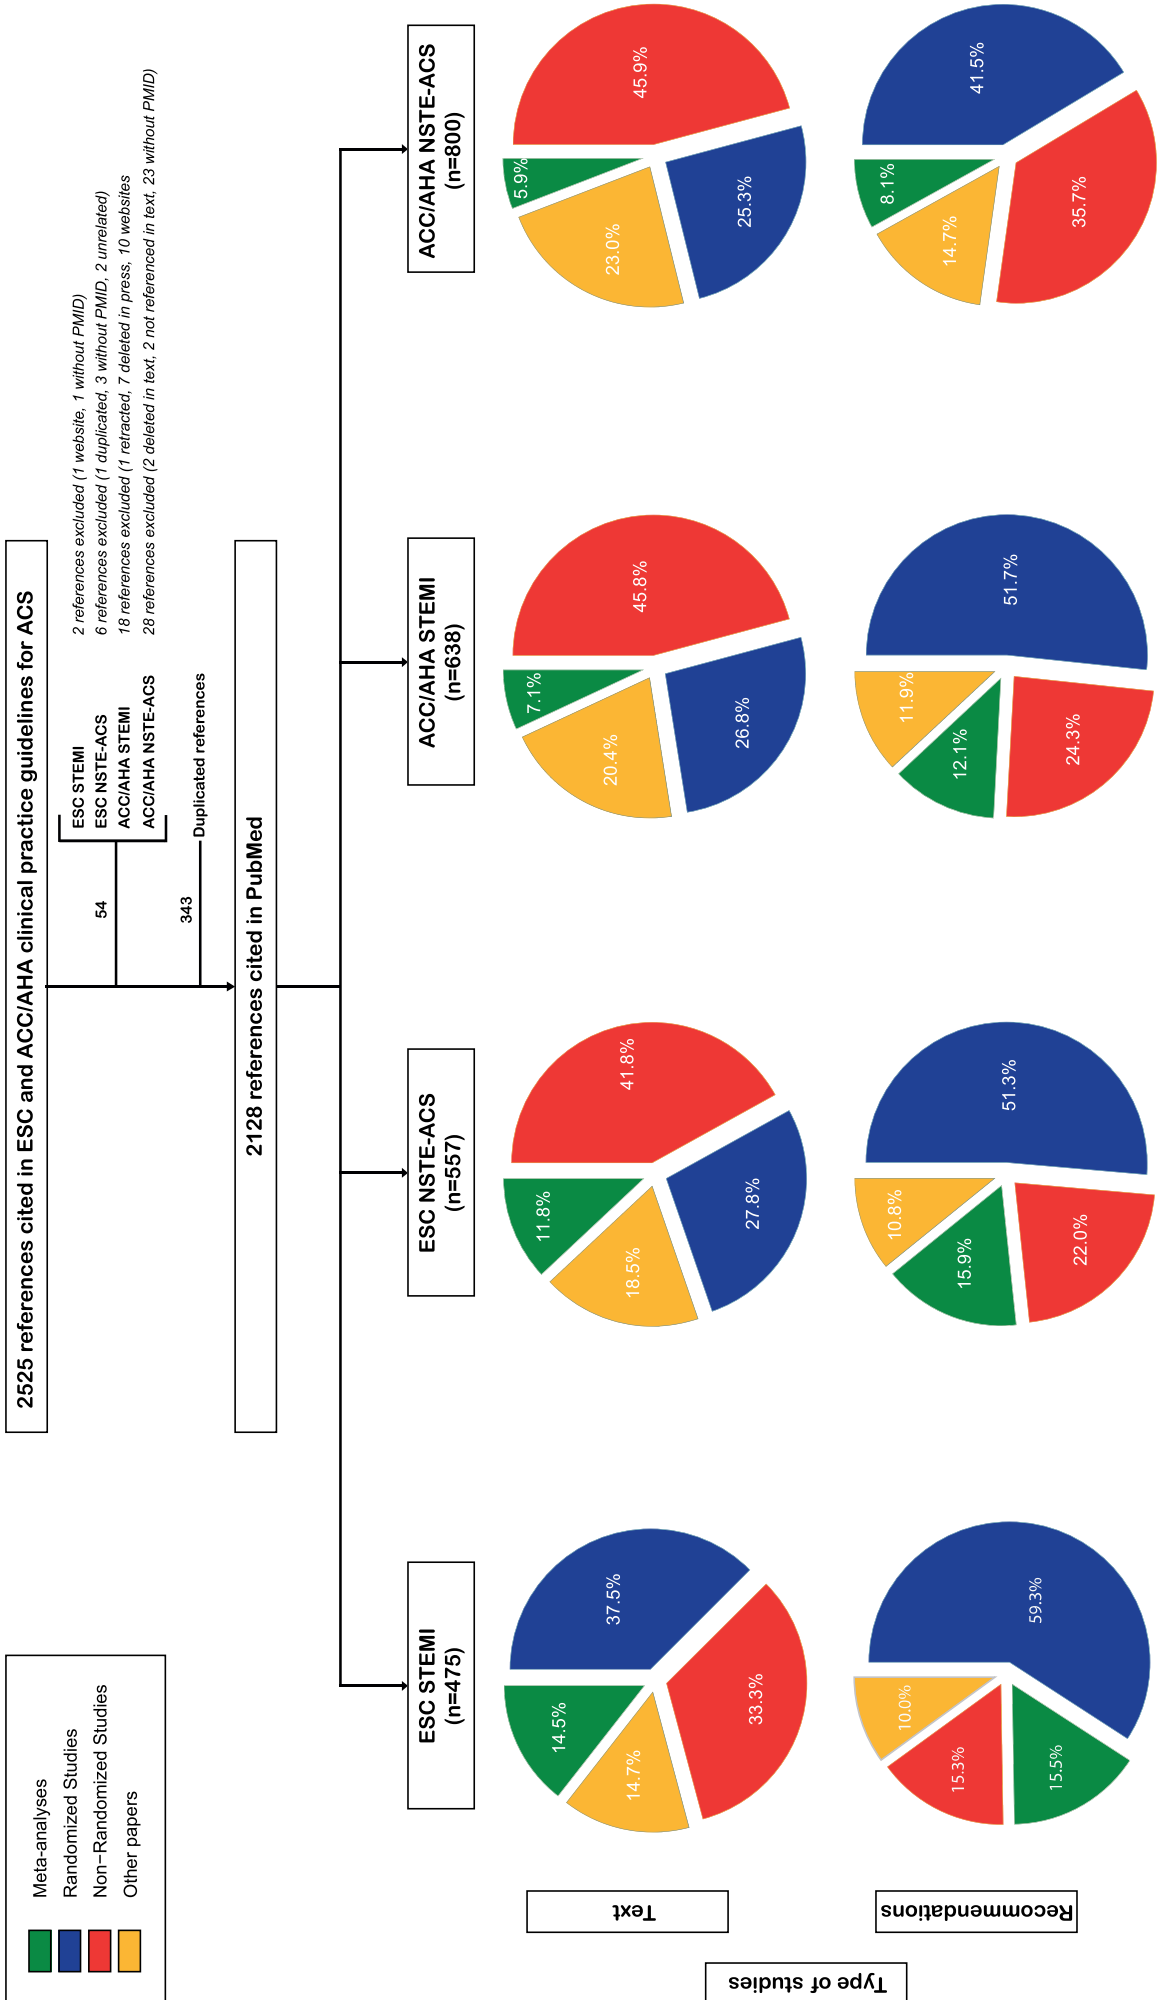 Meta-analyses
Randomized Studies
Non-Randomized Studies
Other papers
2525 references cited in ESC and ACC/AHA clinical practice guidelines for ACS
54
ESC STEMI
2 references excluded (1 website, 1 without PMID)
ESC NSTE-ACS
6 references excluded (1 duplicated, 3 without PMID, 2 unrelated)
ACC/AHA STEMI
18 references excluded (1 retracted, 7 deleted in press, 10 websites
ACC/AHA NSTE-ACS
28 references excluded (2 deleted in text, 2 not referenced in text, 23 without PMID)
343
Duplicated references
2128 references cited in PubMed
ESC STEMI
(n=475)
ESC NSTE-ACS
(n=557)
ACC/AHA STEMI
(n=638)
ACC/AHA NSTE-ACS
(n=800)
Type of studies
Text
14.5%
37.5%
14.7%
33.3%
11.8%
41.8%
18.5%
27.8%
7.1%
45.8%
20.4%
26.8%
5.9%
45.9%
23.0%
25.3%
Recommendations
10.0%
59.3%
15.3%
15.5%
10.8%
51.3%
15.9%
22.0%
11.9%
51.7%
12.1%
24.3%
8.1%
41.5%
14.7%
35.7%